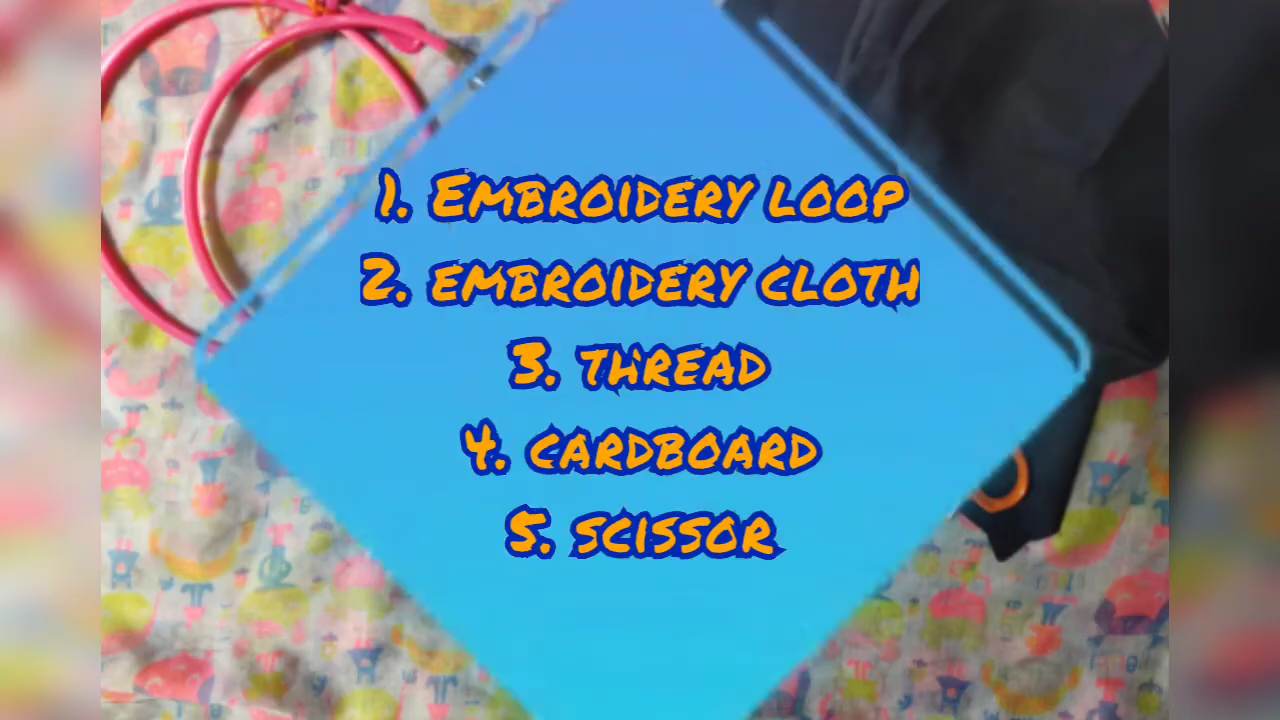 1. Embroidery loop
2. embroidery cloth
3. thread
4. cardboard
5. scissor